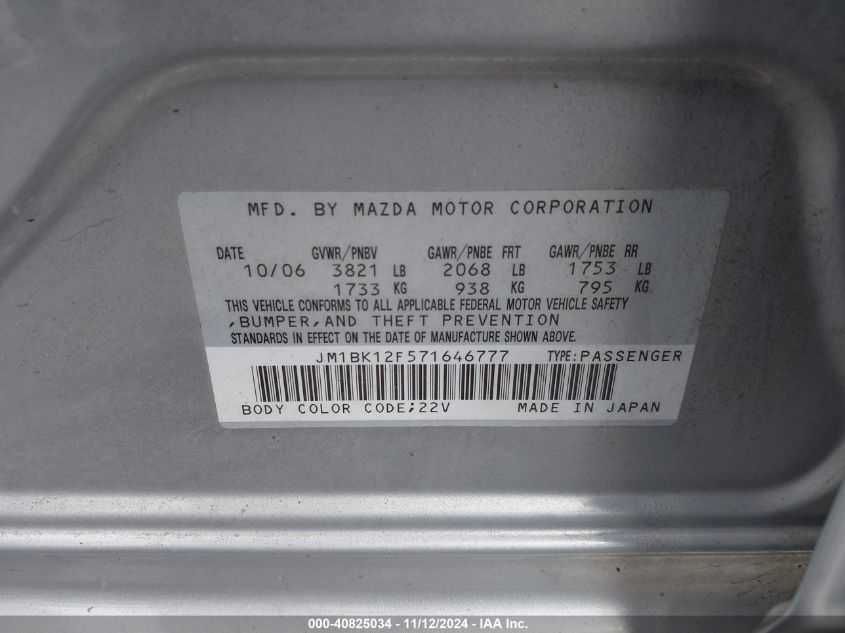 MFD. BY MAZDA MOTOR CORPORATION
DATE GVWR/PNBV GAWR/PNBE FRT GAWR/PNBE RR
10/06 3821 LB 2068 LB 1753 LB
1733 KG 938 KG 795 KG
THIS VEHICLE CONFORMS TO ALL APPLICABLE FEDERAL MOTOR VEHICLE SAFETY
,BUMPER,AND THEFT PREVENTION
STANDARDS IN EFFECT ON THE DATE OF MANUFACTURE SHOWN ABOVE.
JM1BK12F571646777 TYPE:PASSENGER
BODY COLOR CODE;22V MADE IN JAPAN
000-40825034 - 11/12/2024 - IAA Inc.